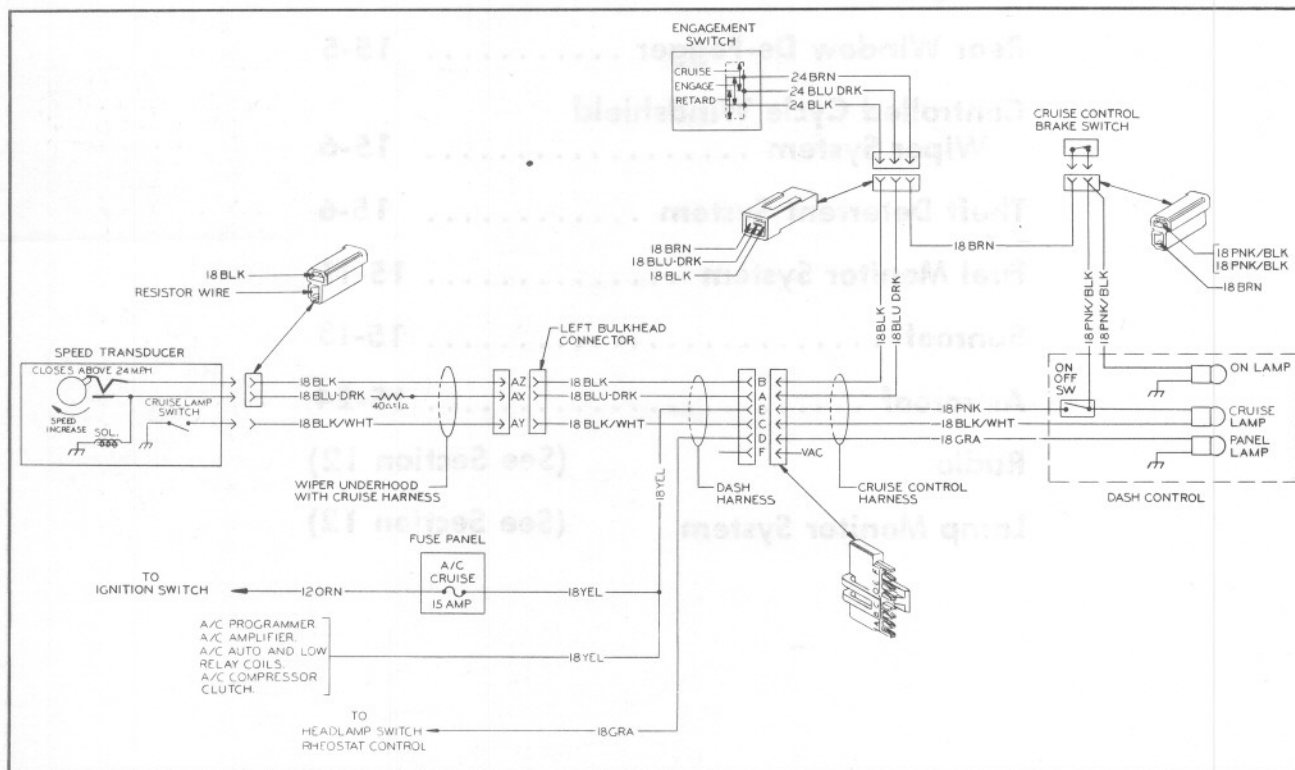 ENGAGEMENT
SWITCH
CRUISE
ENGAGE
RETARD
24 BRN
24 BLU DRK
24 BLK
CRUISE CONTROL
BRAKE SWITCH
18 BRN
18 BLU-DRK
18 BLK
18 BRN
18 PNK/BLK
18 PNK/BLK
18 BRN
18 BLK
RESISTOR WIRE
18 BLK
18 BLU DRK
18 PNK/BLK
18 PNK/BLK
LEFT BULKHEAD
CONNECTOR
SPEED TRANSDUCER
CLOSES ABOVE 24 MPH
SPEED
INCREASE
SOL.
CRUISE LAMP
SWITCH
18 BLK
18 BLU-DRK
40Ω±1Ω
18 BLK/WHT
AZ
AX
AY
18 BLK
18 BLU-DRK
18 BLK/WHT
B
A
E
C
D
F
VAC
18 PNK
18 BLK/WHT
18 GRA
ON
OFF
SW
ON LAMP
CRUISE
LAMP
PANEL
LAMP
DASH CONTROL
WIPER UNDERHOOD
WITH CRUISE HARNESS
18 YEL
DASH
HARNESS
CRUISE CONTROL
HARNESS
FUSE PANEL
A/C
CRUISE
15 AMP
TO
IGNITION SWITCH
12 ORN
18 YEL
A/C PROGRAMMER
A/C AMPLIFIER.
A/C AUTO AND LOW
RELAY COILS.
A/C COMPRESSOR
CLUTCH.
18 YEL
TO
HEADLAMP SWITCH
RHEOSTAT CONTROL
18 GRA
Rear Window De
15-5
Controlled Cycle Windshield
Wiper System
15-6
Theft Deterrent System
15-6
Fuel Monitor System
Sunroof
15-13
Radio
(See Section 12)
Lamp Monitor System
(See Section 12)